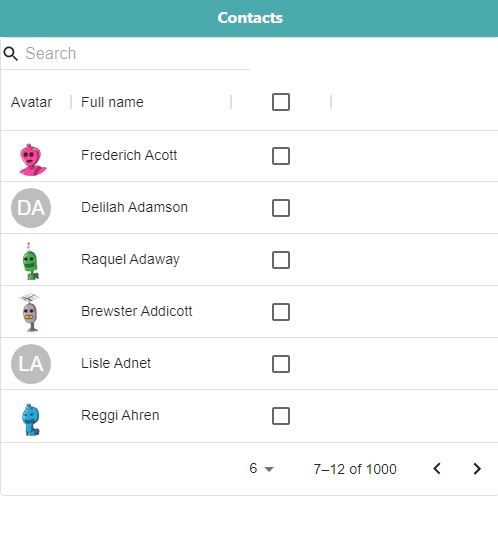 Contacts
Search
Avatar Full name
Frederich Acott
DA Delilah Adamson
Raquel Adaway
Brewster Addicott
LA Lisle Adnet
Reggi Ahren
6 7–12 of 1000